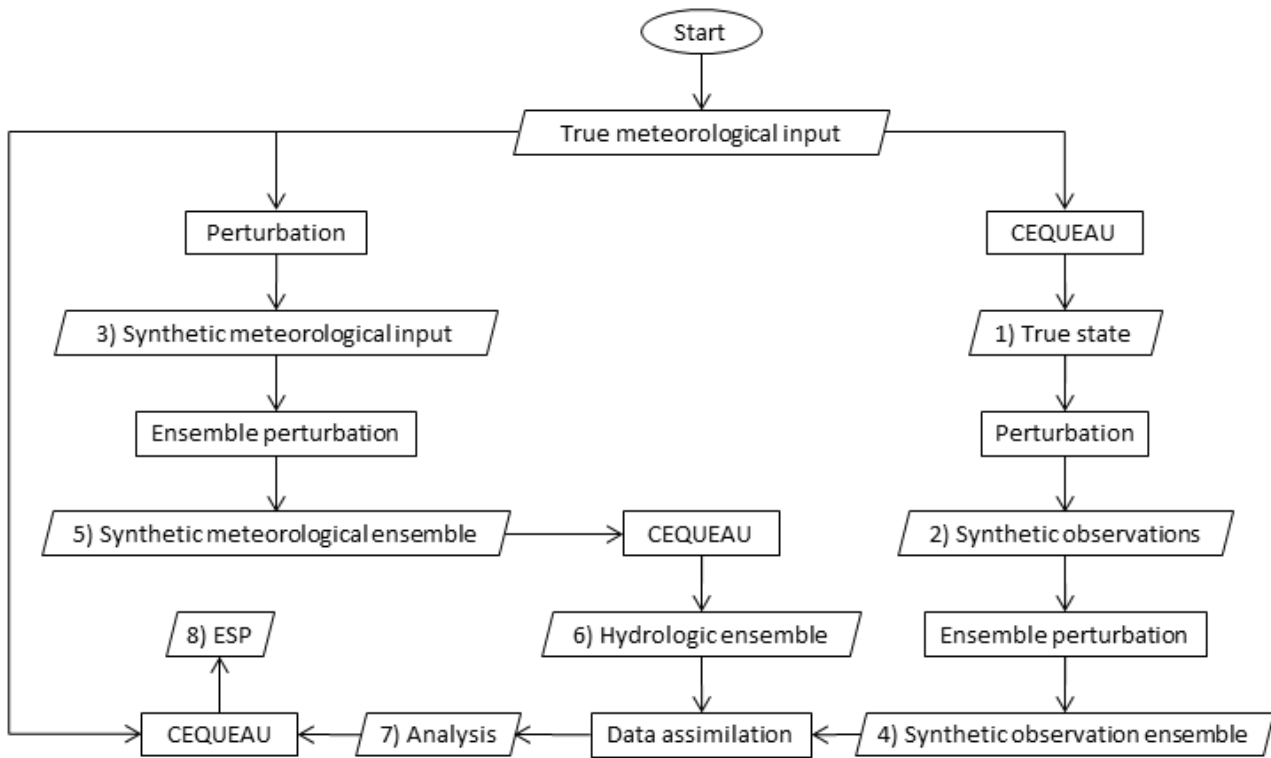 Start
True meteorological input
Perturbation
CEQUEAU
3) Synthetic meteorological input
1) True state
Ensemble perturbation
Perturbation
5) Synthetic meteorological ensemble
CEQUEAU
2) Synthetic observations
8) ESP
6) Hydrologic ensemble
Ensemble perturbation
CEQUEAU
7) Analysis
Data assimilation
4) Synthetic observation ensemble